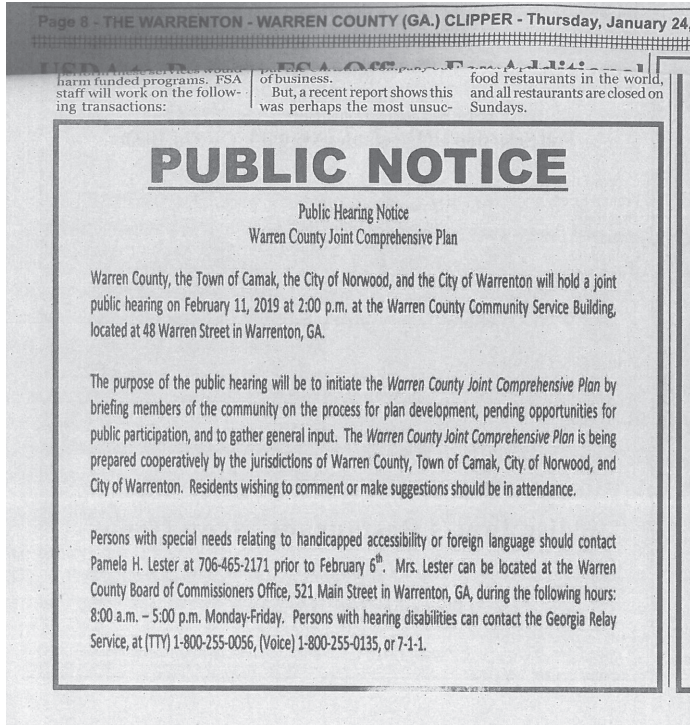 Page 8 - THE WARRENTON - WARREN COUNTY (GA.) CLIPPER - Thursday, January 24,
harm funded programs. FSA
staff will work on the follow-
ing transactions:
of business.
But, a recent report shows this
was perhaps the most unsuc-
food restaurants in the world,
and all restaurants are closed on
Sundays.
PUBLIC NOTICE
Public Hearing Notice
Warren County Joint Comprehensive Plan
Warren County, the Town of Camak, the City of Norwood, and the City of Warrenton will hold a joint
public hearing on February 11, 2019 at 2:00 p.m. at the Warren County Community Service Building,
located at 48 Warren Street in Warrenton, GA.
The purpose of the public hearing will be to initiate the Warren County Joint Comprehensive Plan by
briefing members of the community on the process for plan development, pending opportunities for
public participation, and to gather general input. The Warren County Joint Comprehensive Plan is being
prepared cooperatively by the jurisdictions of Warren County, Town of Camak, City of Norwood, and
City of Warrenton. Residents wishing to comment or make suggestions should be in attendance.
Persons with special needs relating to handicapped accessibility or foreign language should contact
Pamela H. Lester at 706-465-2171 prior to February 6th. Mrs. Lester can be located at the Warren
County Board of Commissioners Office, 521 Main Street in Warrenton, GA, during the following hours:
8:00 a.m. – 5:00 p.m. Monday-Friday. Persons with hearing disabilities can contact the Georgia Relay
Service, at (TTY) 1-800-255-0056, (Voice) 1-800-255-0135, or 7-1-1.